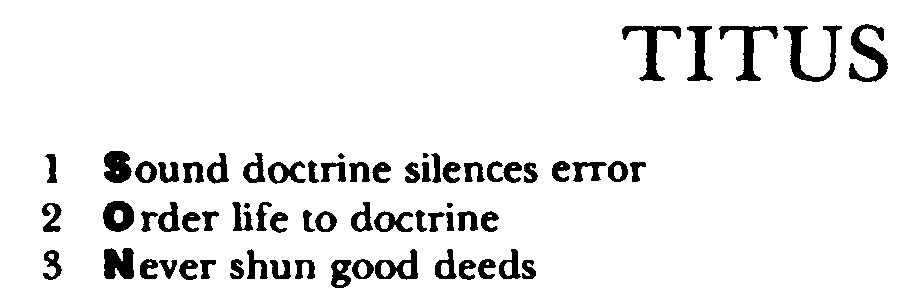 TITUS
1 Sound doctrine silences error
2 Order life to doctrine
3 Never shun good deeds